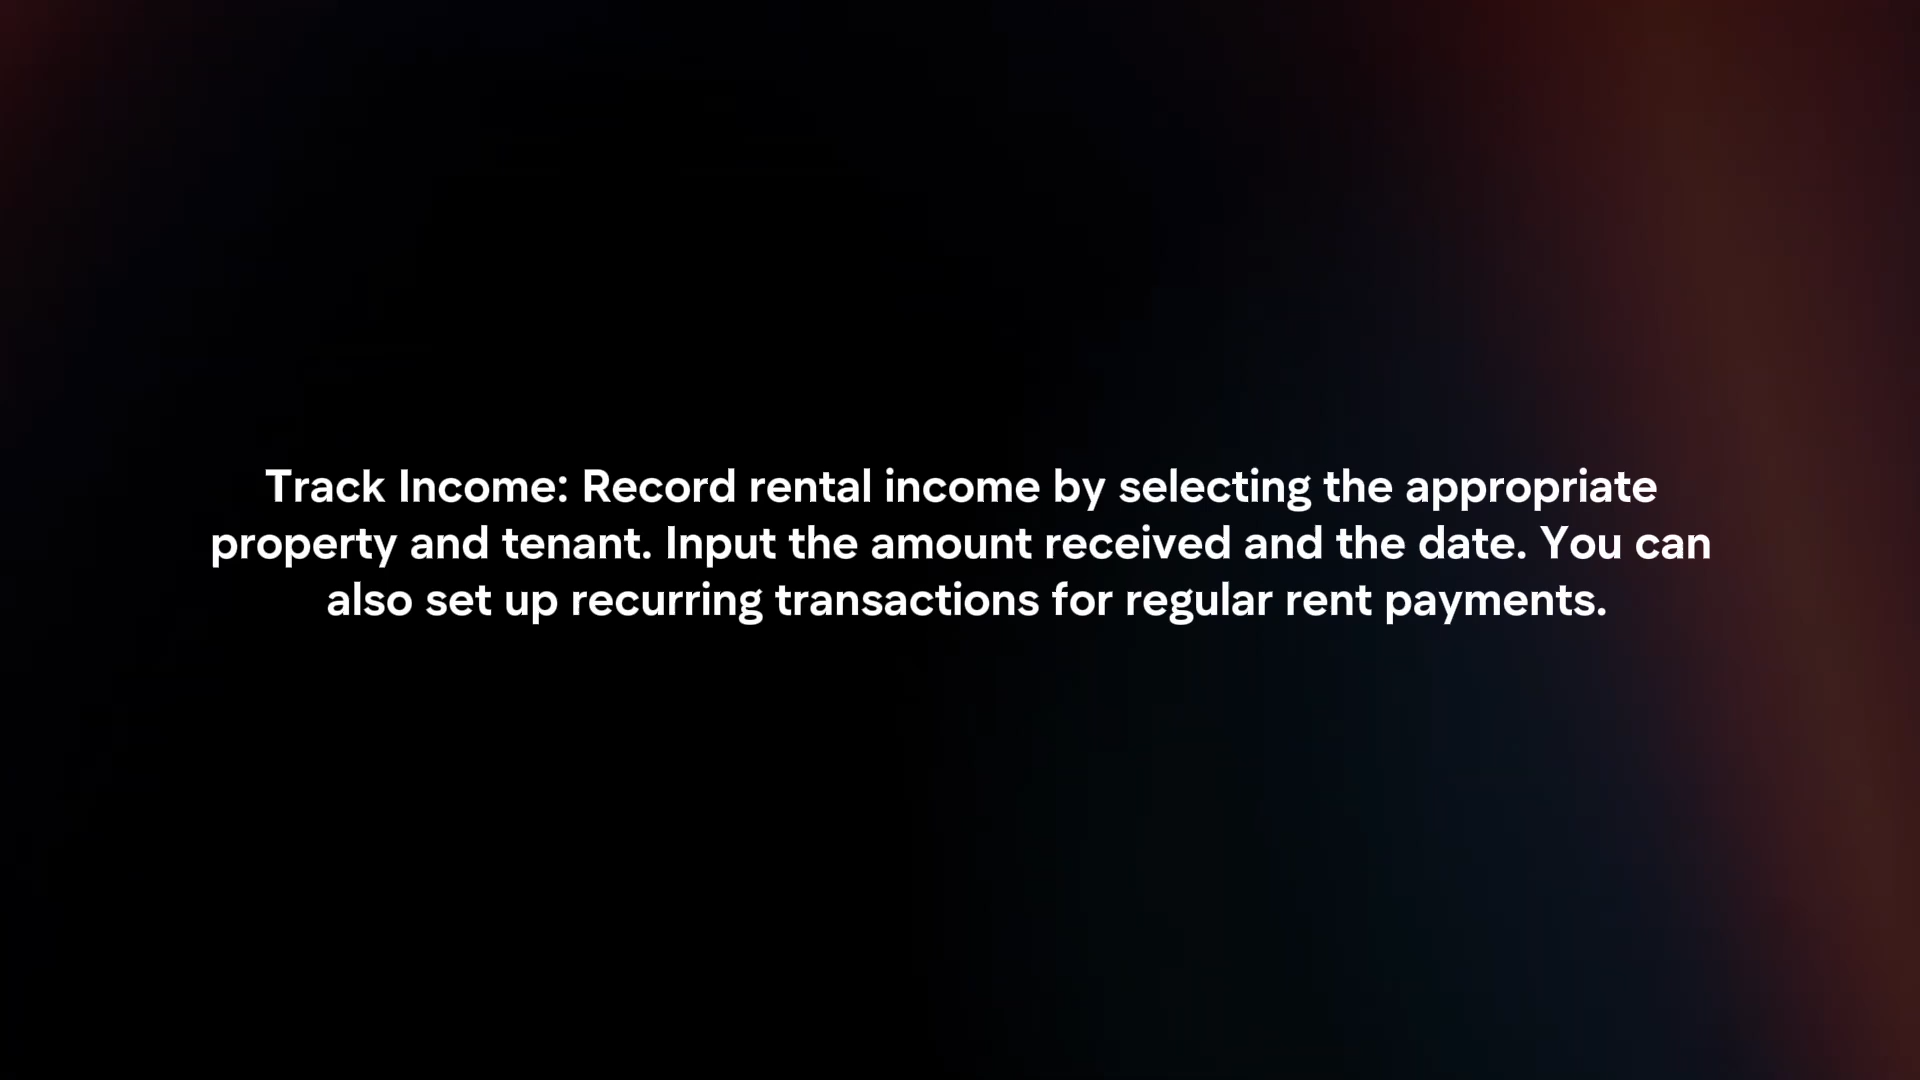 Track Income: Record rental income by selecting the appropriate
property and tenant. Input the amount received and the date. You can
also set up recurring transactions for regular rent payments.